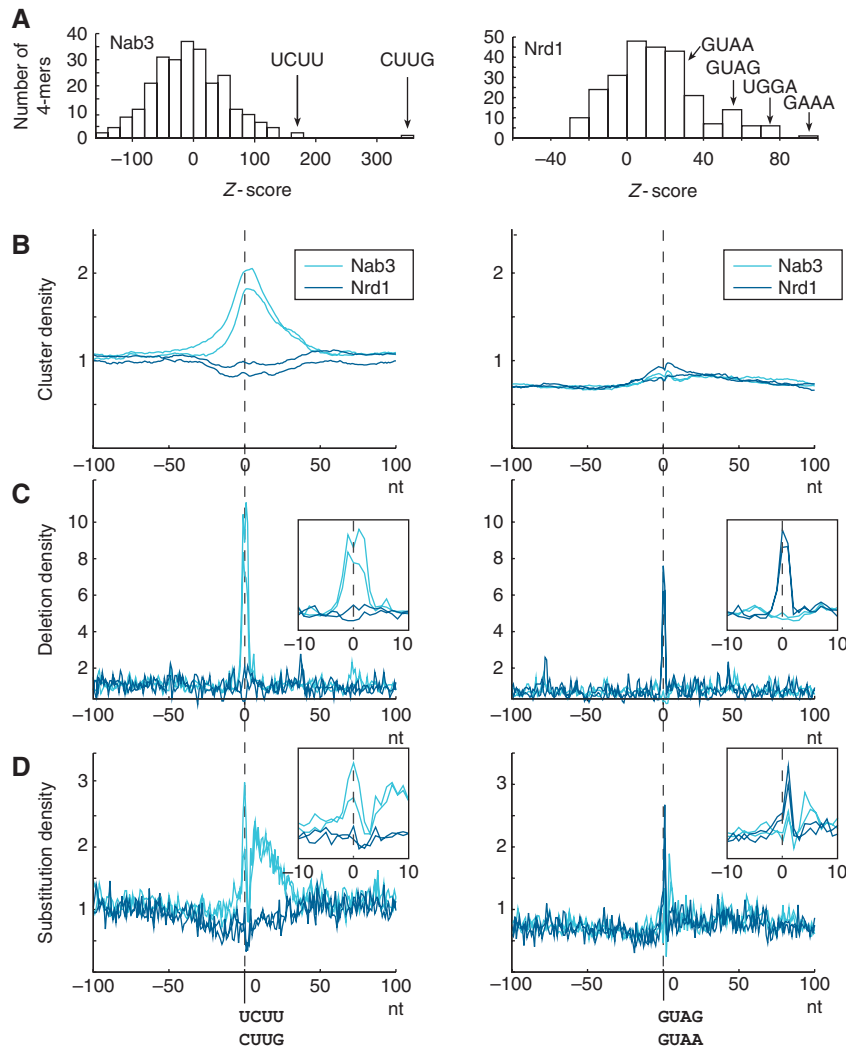 A
Number of
4-mers
40
30
20
10
0
Nab3
UCUU
CUUG
−100
0
100
200
300
Z-score
50
40
30
20
10
0
Nrd1
GUAA
GUAG
UGGA
GAAA
−40
0
40
80
Z-score
B
Cluster density
2
1
Nab3
Nrd1
−100
−50
0
50
100
nt
2
1
Nab3
Nrd1
−100
−50
0
50
100
nt
C
Deletion density
10
8
6
4
2
−10
0
10
−100
−50
0
50
100
nt
10
8
6
4
2
−10
0
10
−100
−50
0
50
100
nt
D
Substitution density
3
2
1
−10
0
10
−100
−50
0
50
100
nt
UCUU
CUUG
3
2
1
−10
0
10
−100
−50
0
50
100
nt
GUAG
GUAA